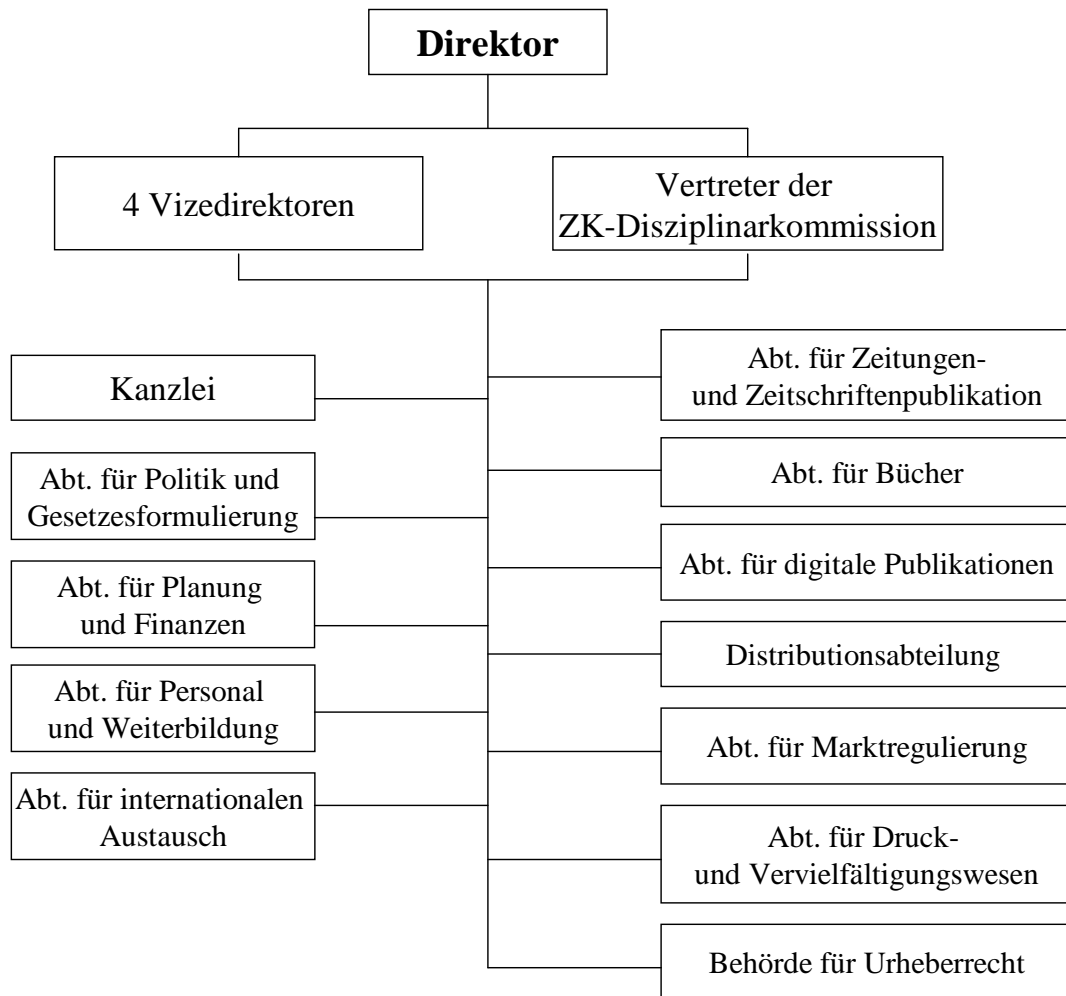 Direktor
4 Vizedirektoren
Vertreter der
ZK-Disziplinarkommission
Kanzlei
Abt. für Politik und
Gesetzesformulierung
Abt. für Planung
und Finanzen
Abt. für Personal
und Weiterbildung
Abt. für internationalen
Austausch
Abt. für Zeitungen-
und Zeitschriftenpublikation
Abt. für Bücher
Abt. für digitale Publikationen
Distributionsabteilung
Abt. für Marktregulierung
Abt. für Druck-
und Vervielfältigungswesen
Behörde für Urheberrecht